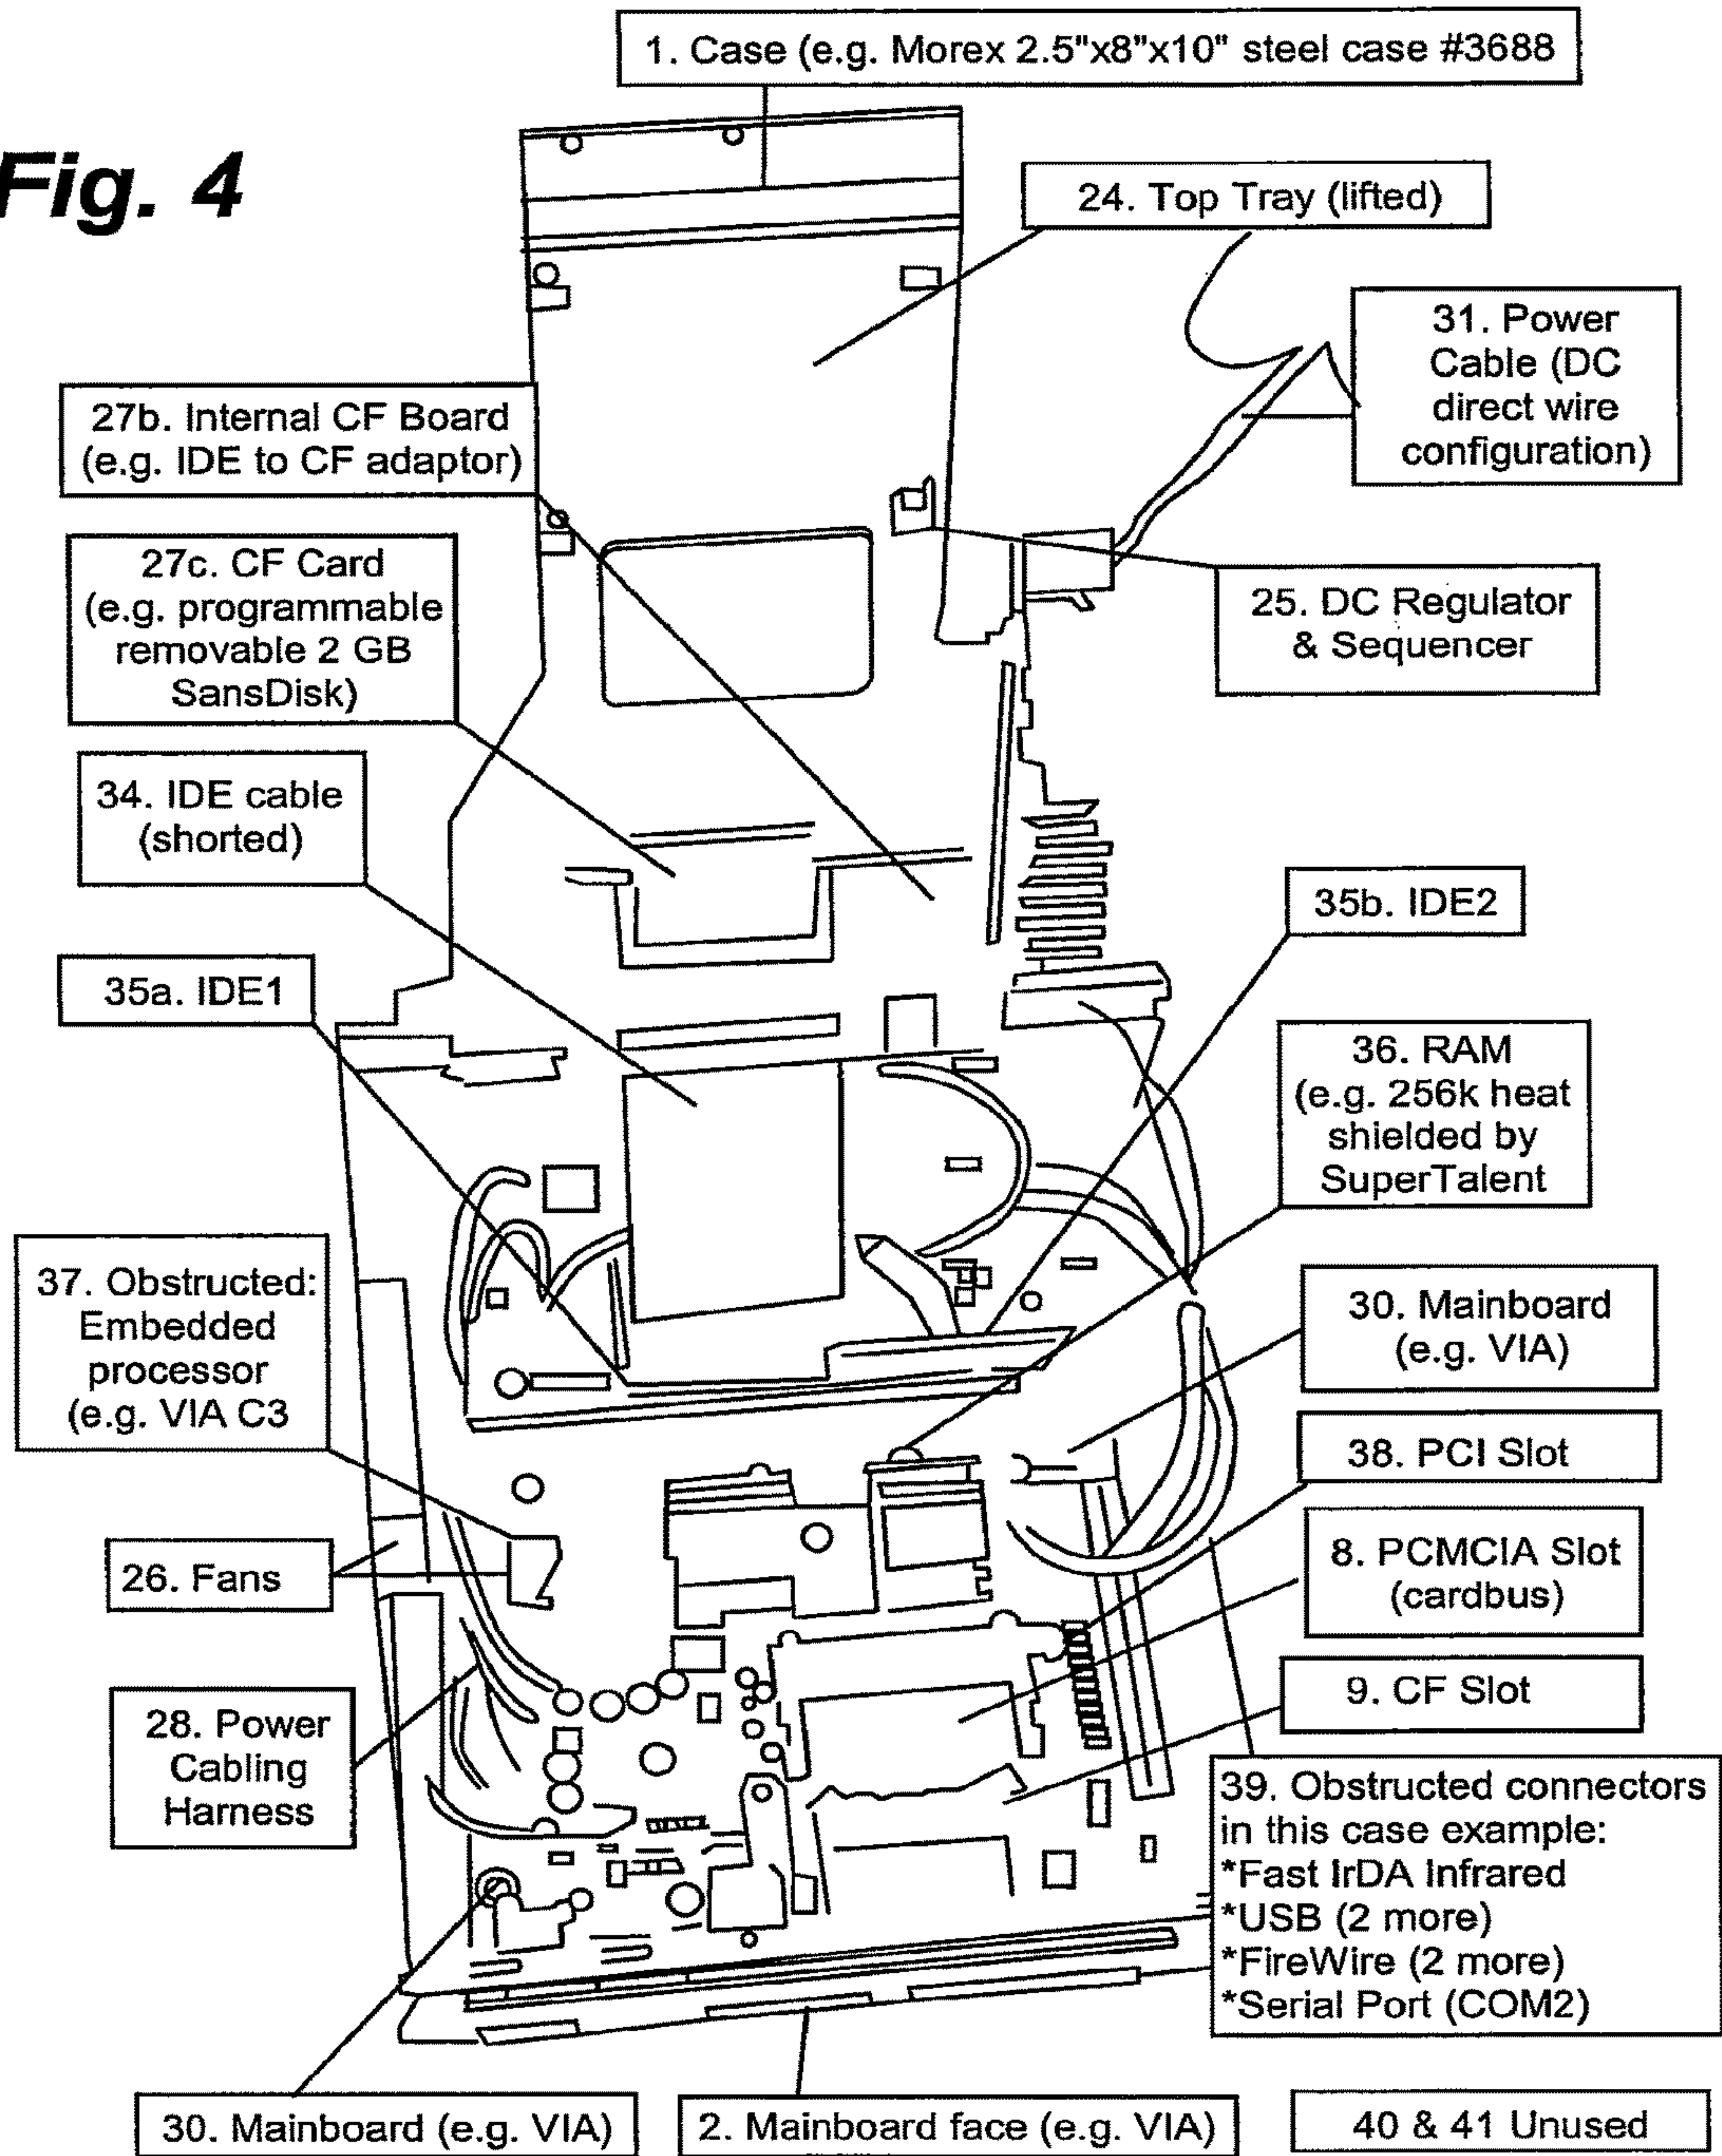 1. Case (e.g. Morex 2.5"x8"x10" steel case #3688
Fig. 4
24. Top Tray (lifted)
31. Power
Cable (DC
direct wire
configuration)
27b. Internal CF Board
(e.g. IDE to CF adaptor)
27c. CF Card
(e.g. programmable
removable 2 GB
SansDisk)
25. DC Regulator
& Sequencer
34. IDE cable
(shorted)
35b. IDE2
35a. IDE1
36. RAM
(e.g. 256k heat
shielded by
SuperTalent
37. Obstructed:
Embedded
processor
(e.g. VIA C3
30. Mainboard
(e.g. VIA)
38. PCI Slot
26. Fans
8. PCMCIA Slot
(cardbus)
9. CF Slot
28. Power
Cabling
Harness
39. Obstructed connectors
in this case example:
*Fast IrDA Infrared
*USB (2 more)
*FireWire (2 more)
*Serial Port (COM2)
30. Mainboard (e.g. VIA)
2. Mainboard face (e.g. VIA)
40 & 41 Unused